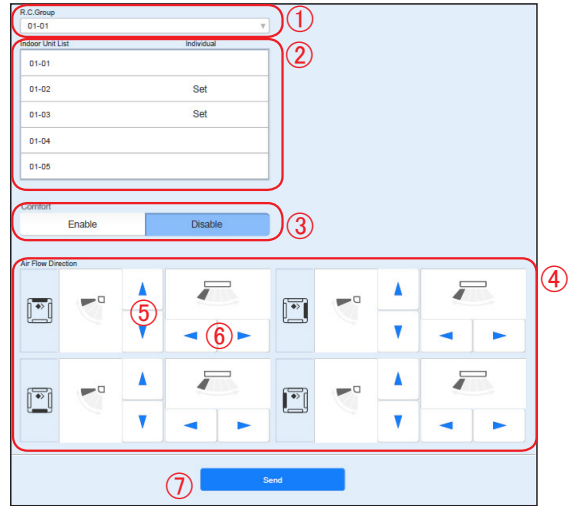 R.C.Group
01-01
①
Indoor Unit List Individual
②
01-01
01-02 Set
01-03 Set
01-04
01-05
Comfort
Enable Disable
③
Air Flow Direction
④
⑤
⑥
Send
⑦